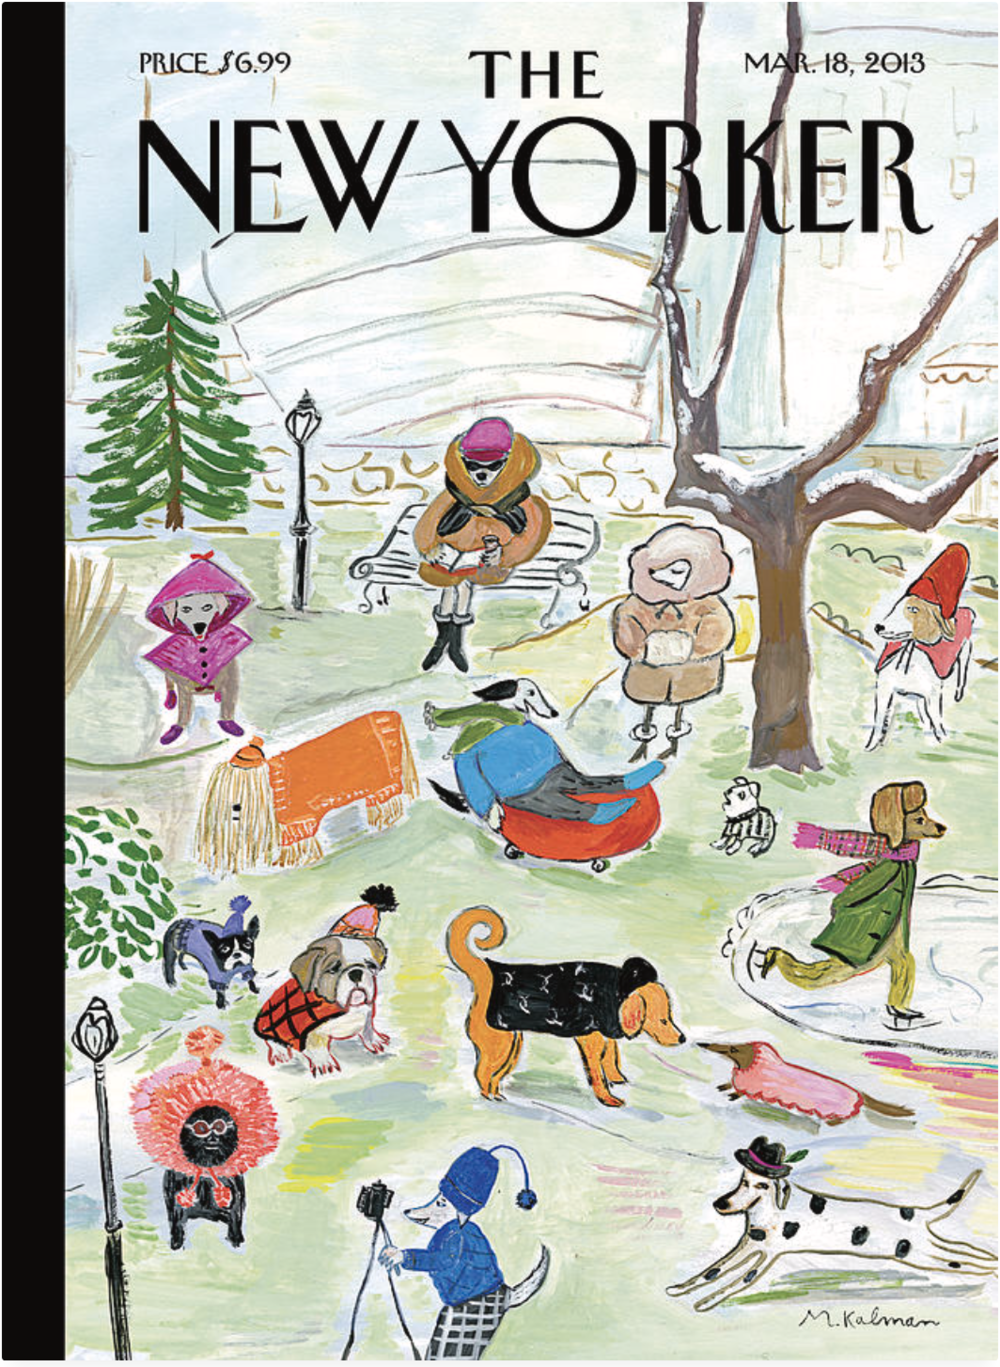 PRICE $6.99
THE
MAR. 18, 2013
NEW YORKER
M. Kalman